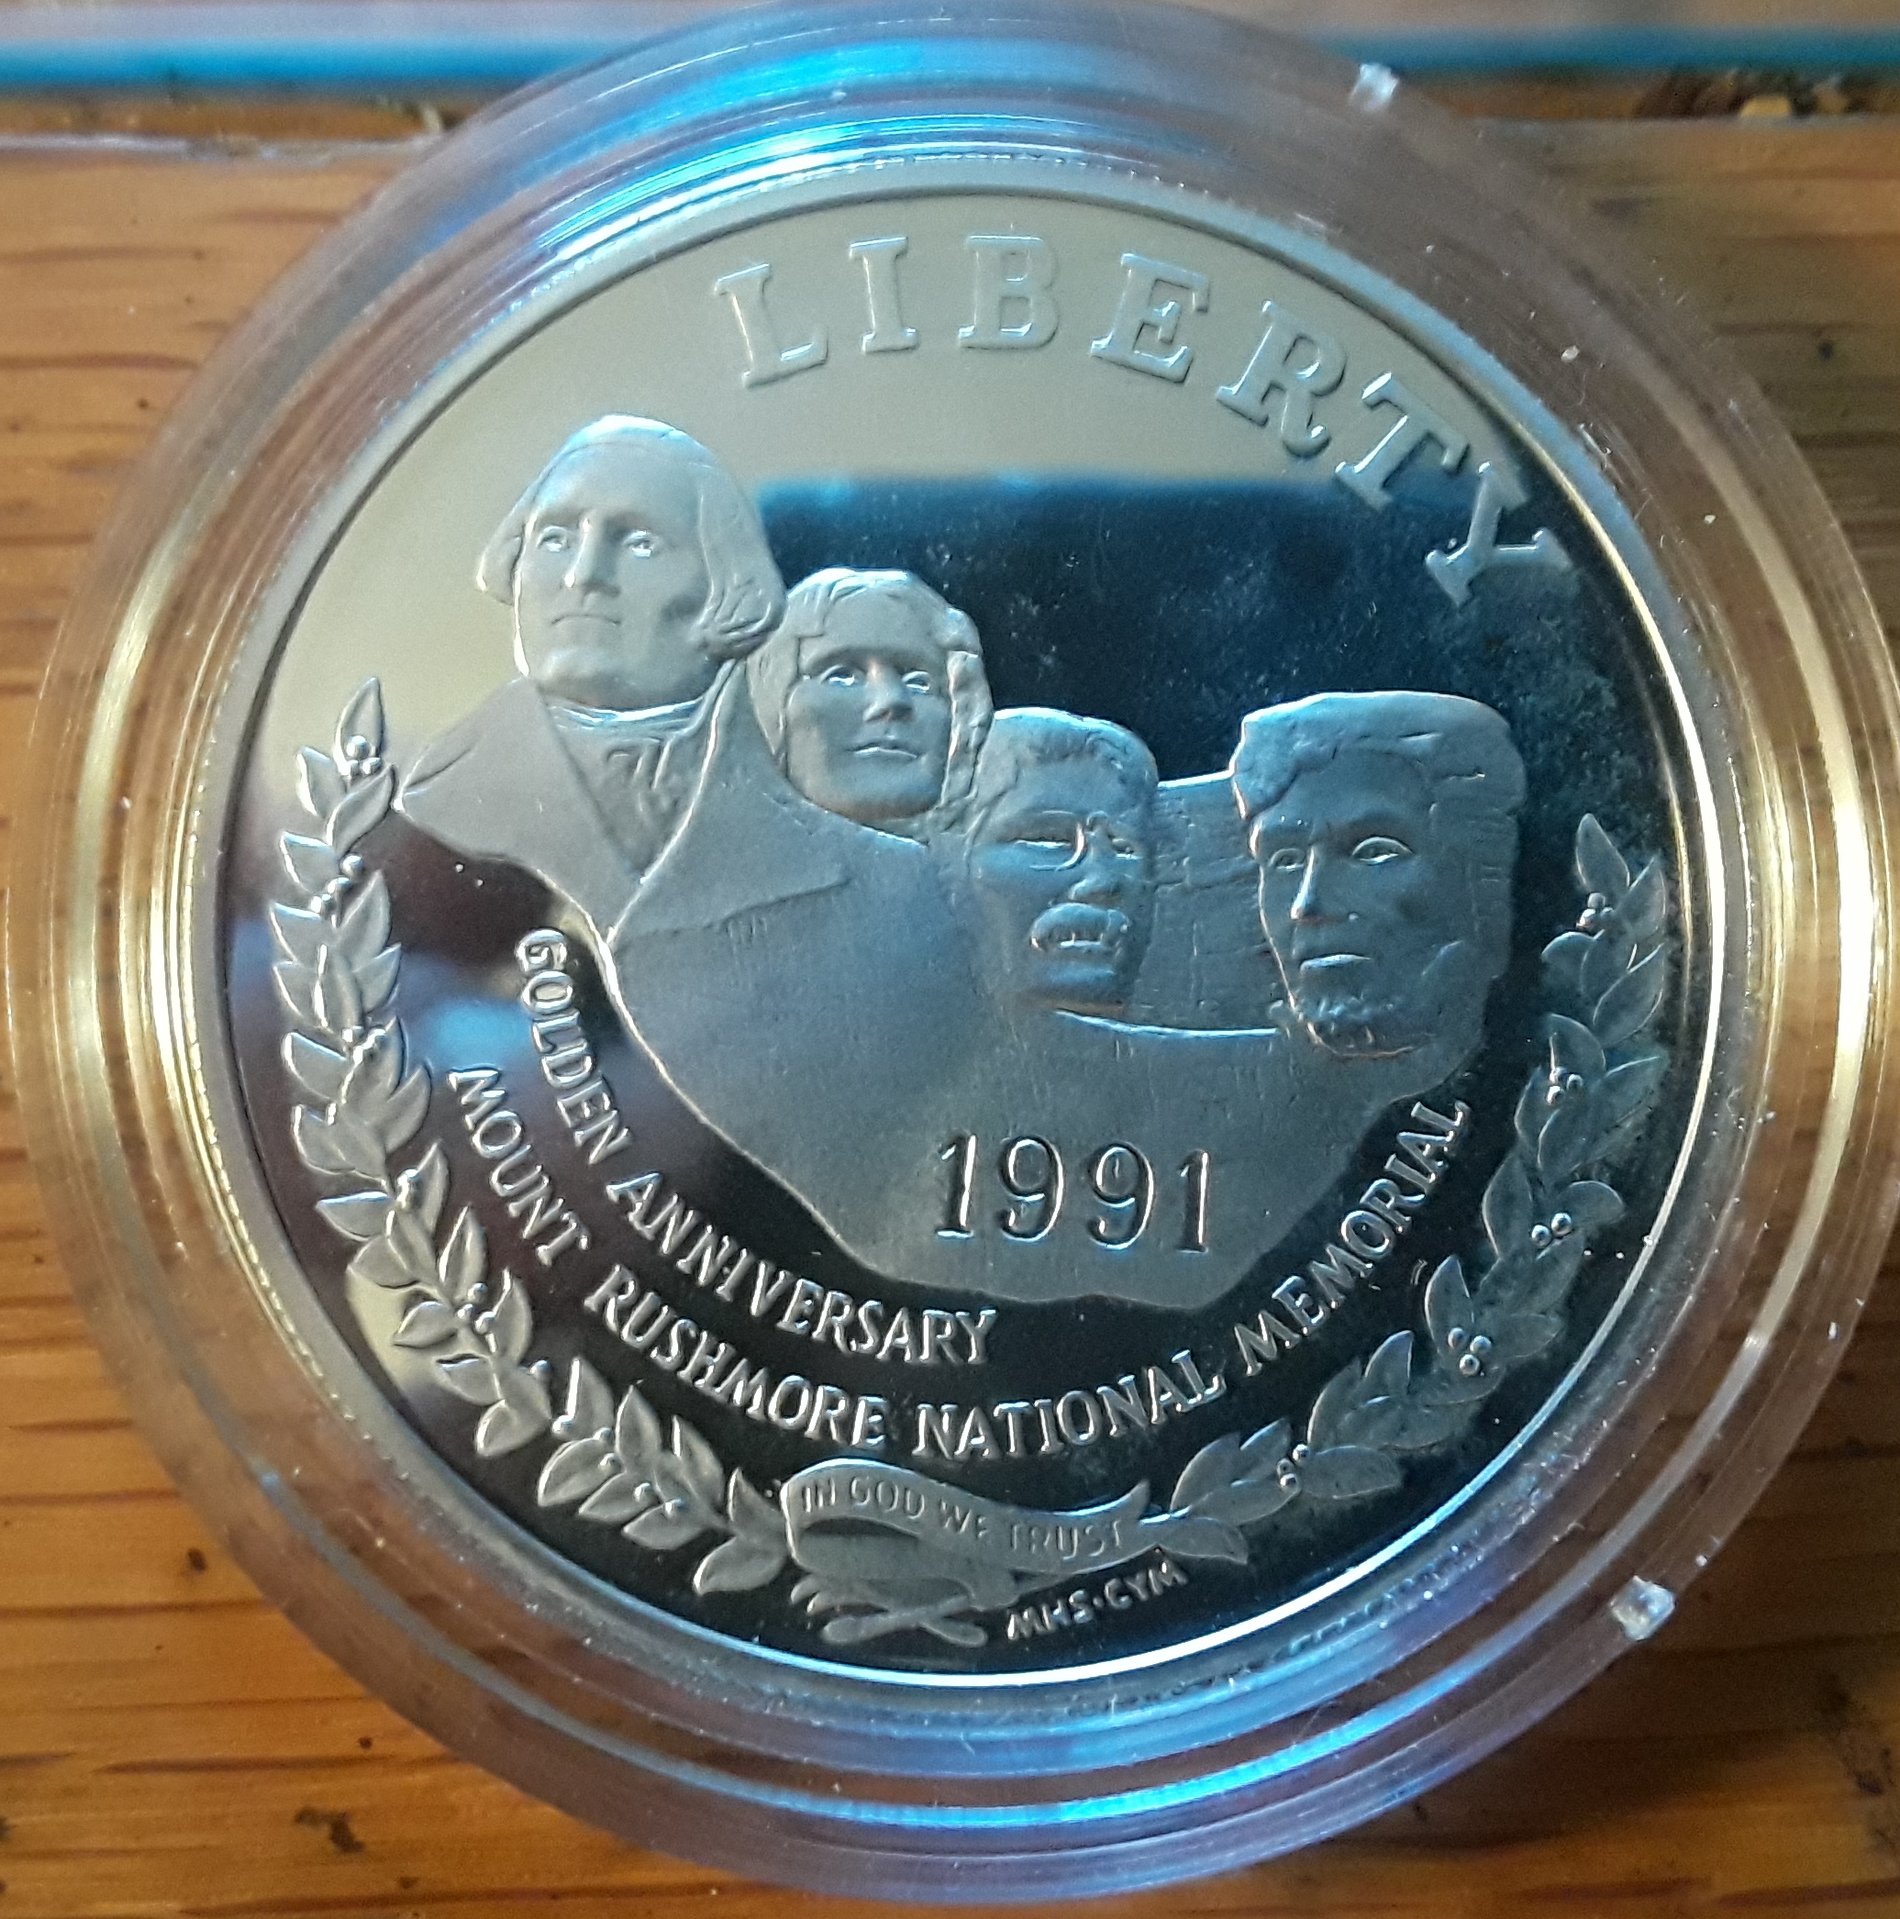 LIBERTY
1991
GOLDEN ANNIVERSARY
MOUNT RUSHMORE NATIONAL MEMORIAL
IN GOD WE TRUST
MHS·CYM